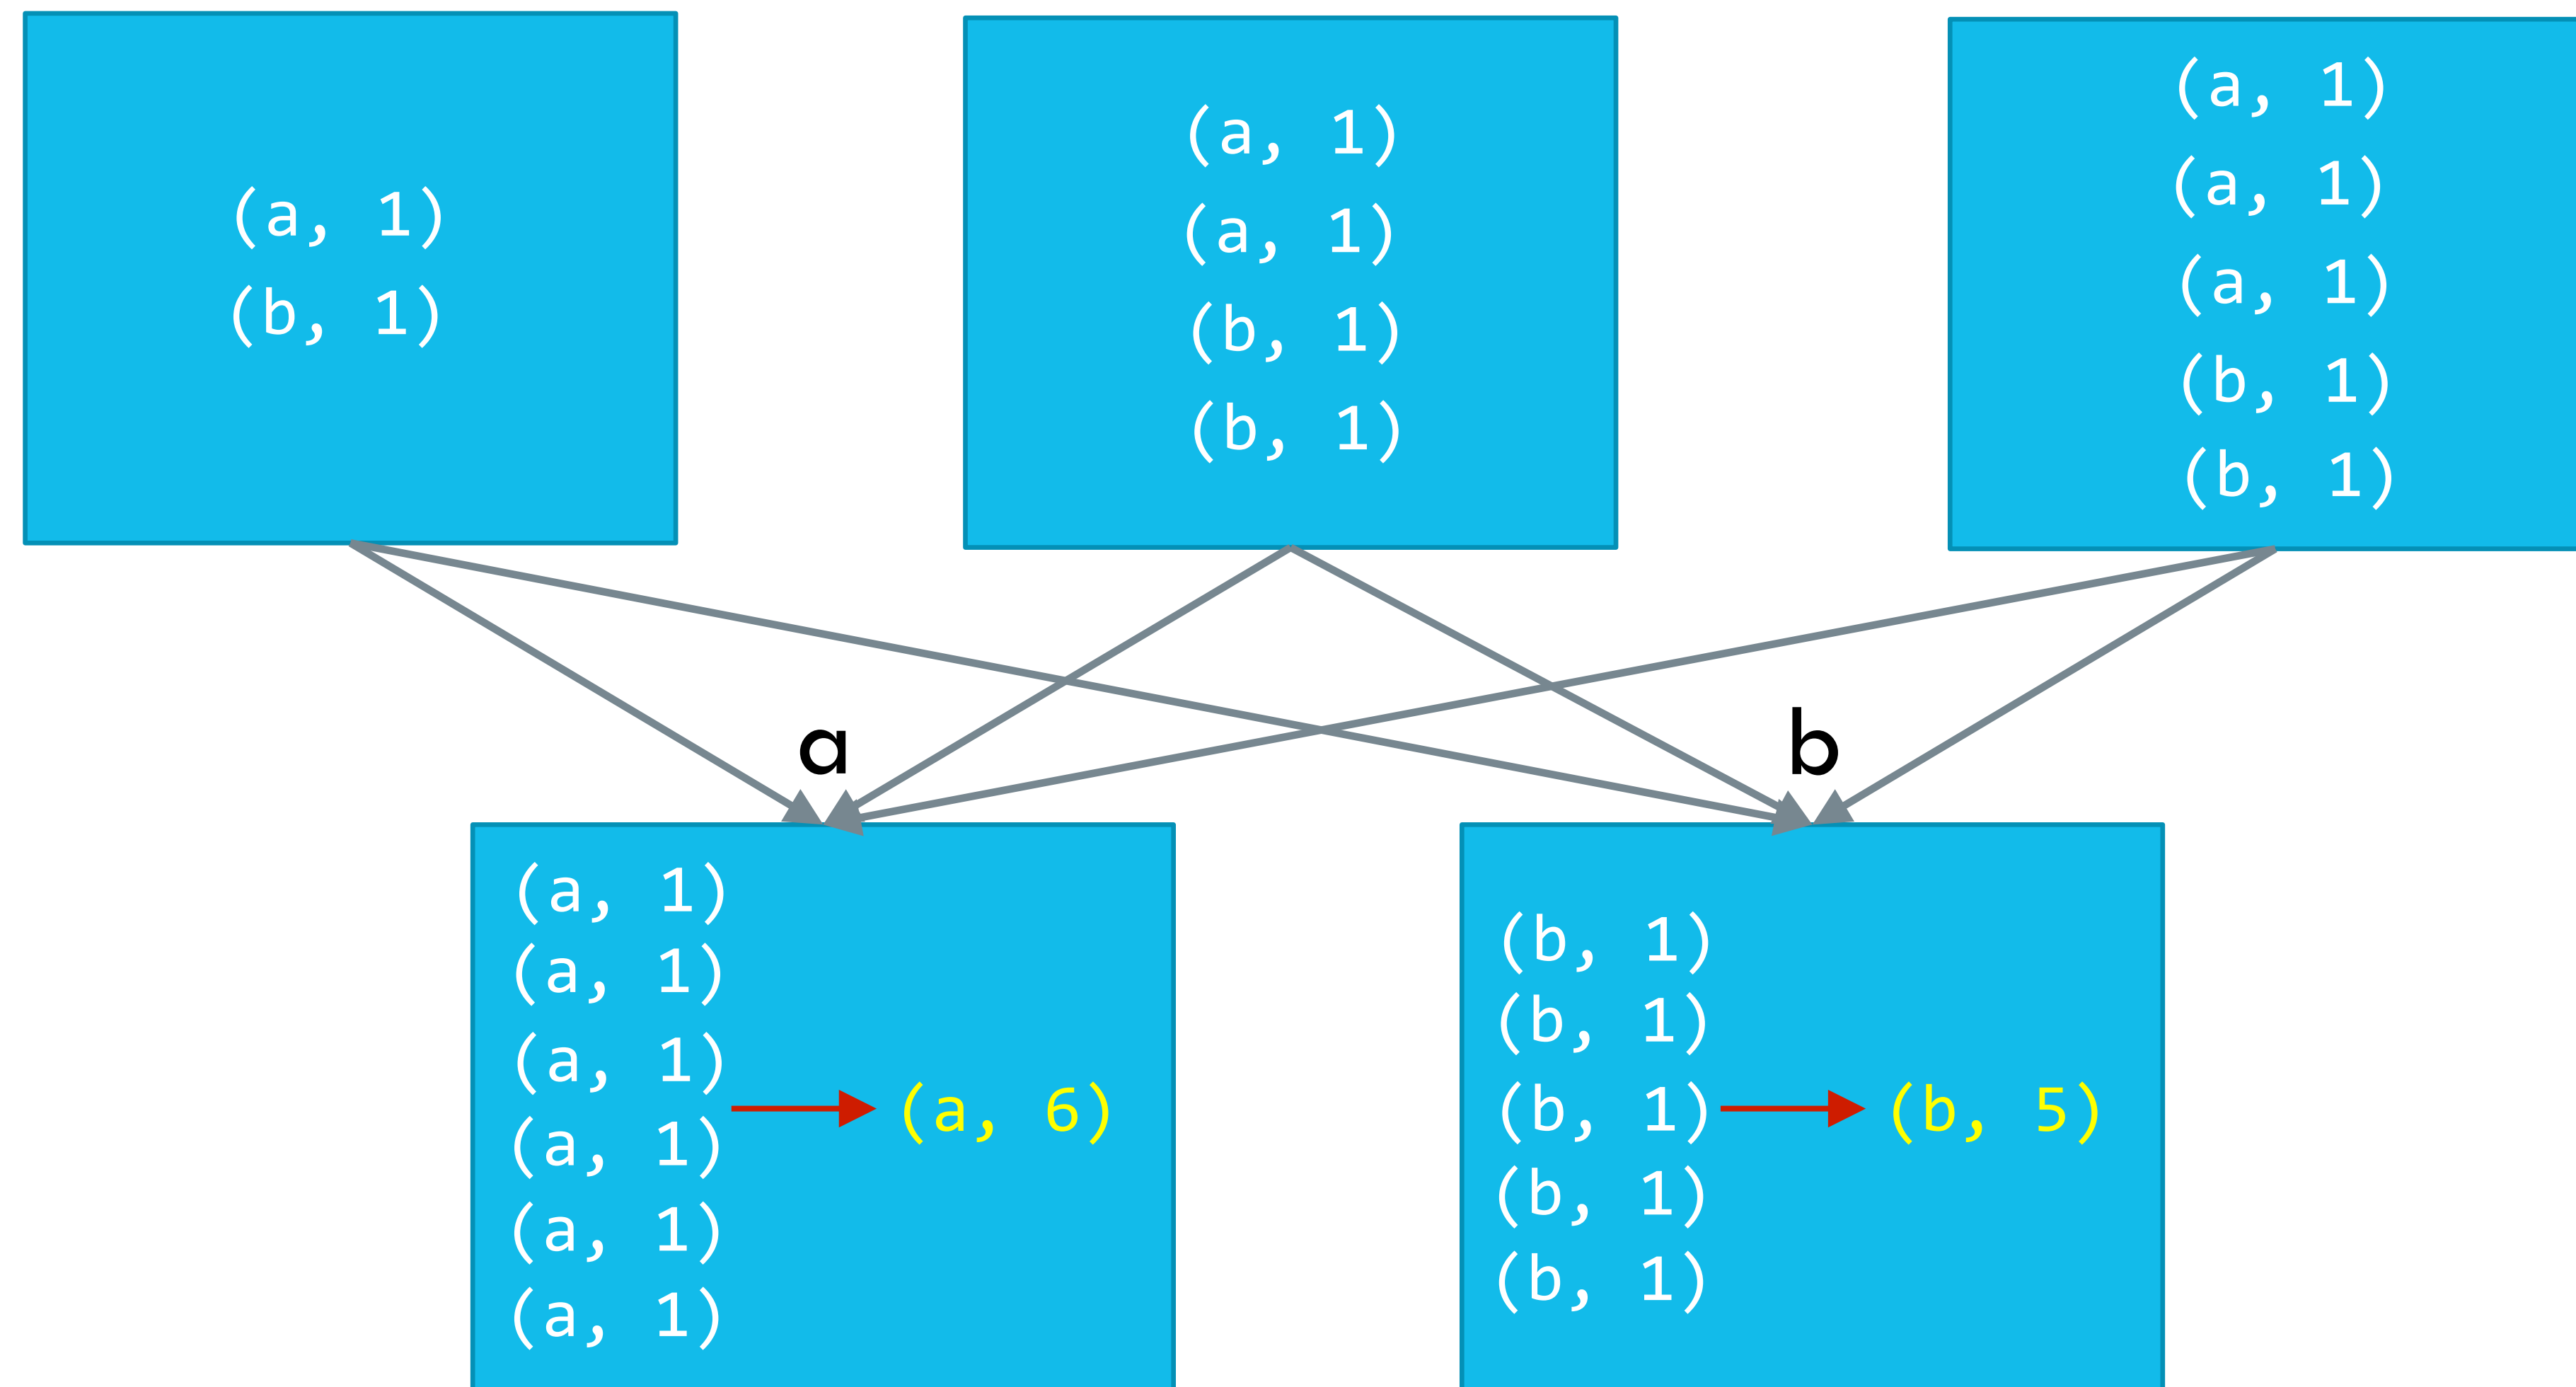 (a, 1)
(b, 1)
(a, 1)
(a, 1)
(b, 1)
(b, 1)
(a, 1)
(a, 1)
(a, 1)
(b, 1)
(b, 1)
a
b
(a, 1)
(a, 1)
(a, 1)
(a, 1)
(a, 1)
(a, 1)
(a, 6)
(b, 1)
(b, 1)
(b, 1)
(b, 1)
(b, 1)
(b, 5)